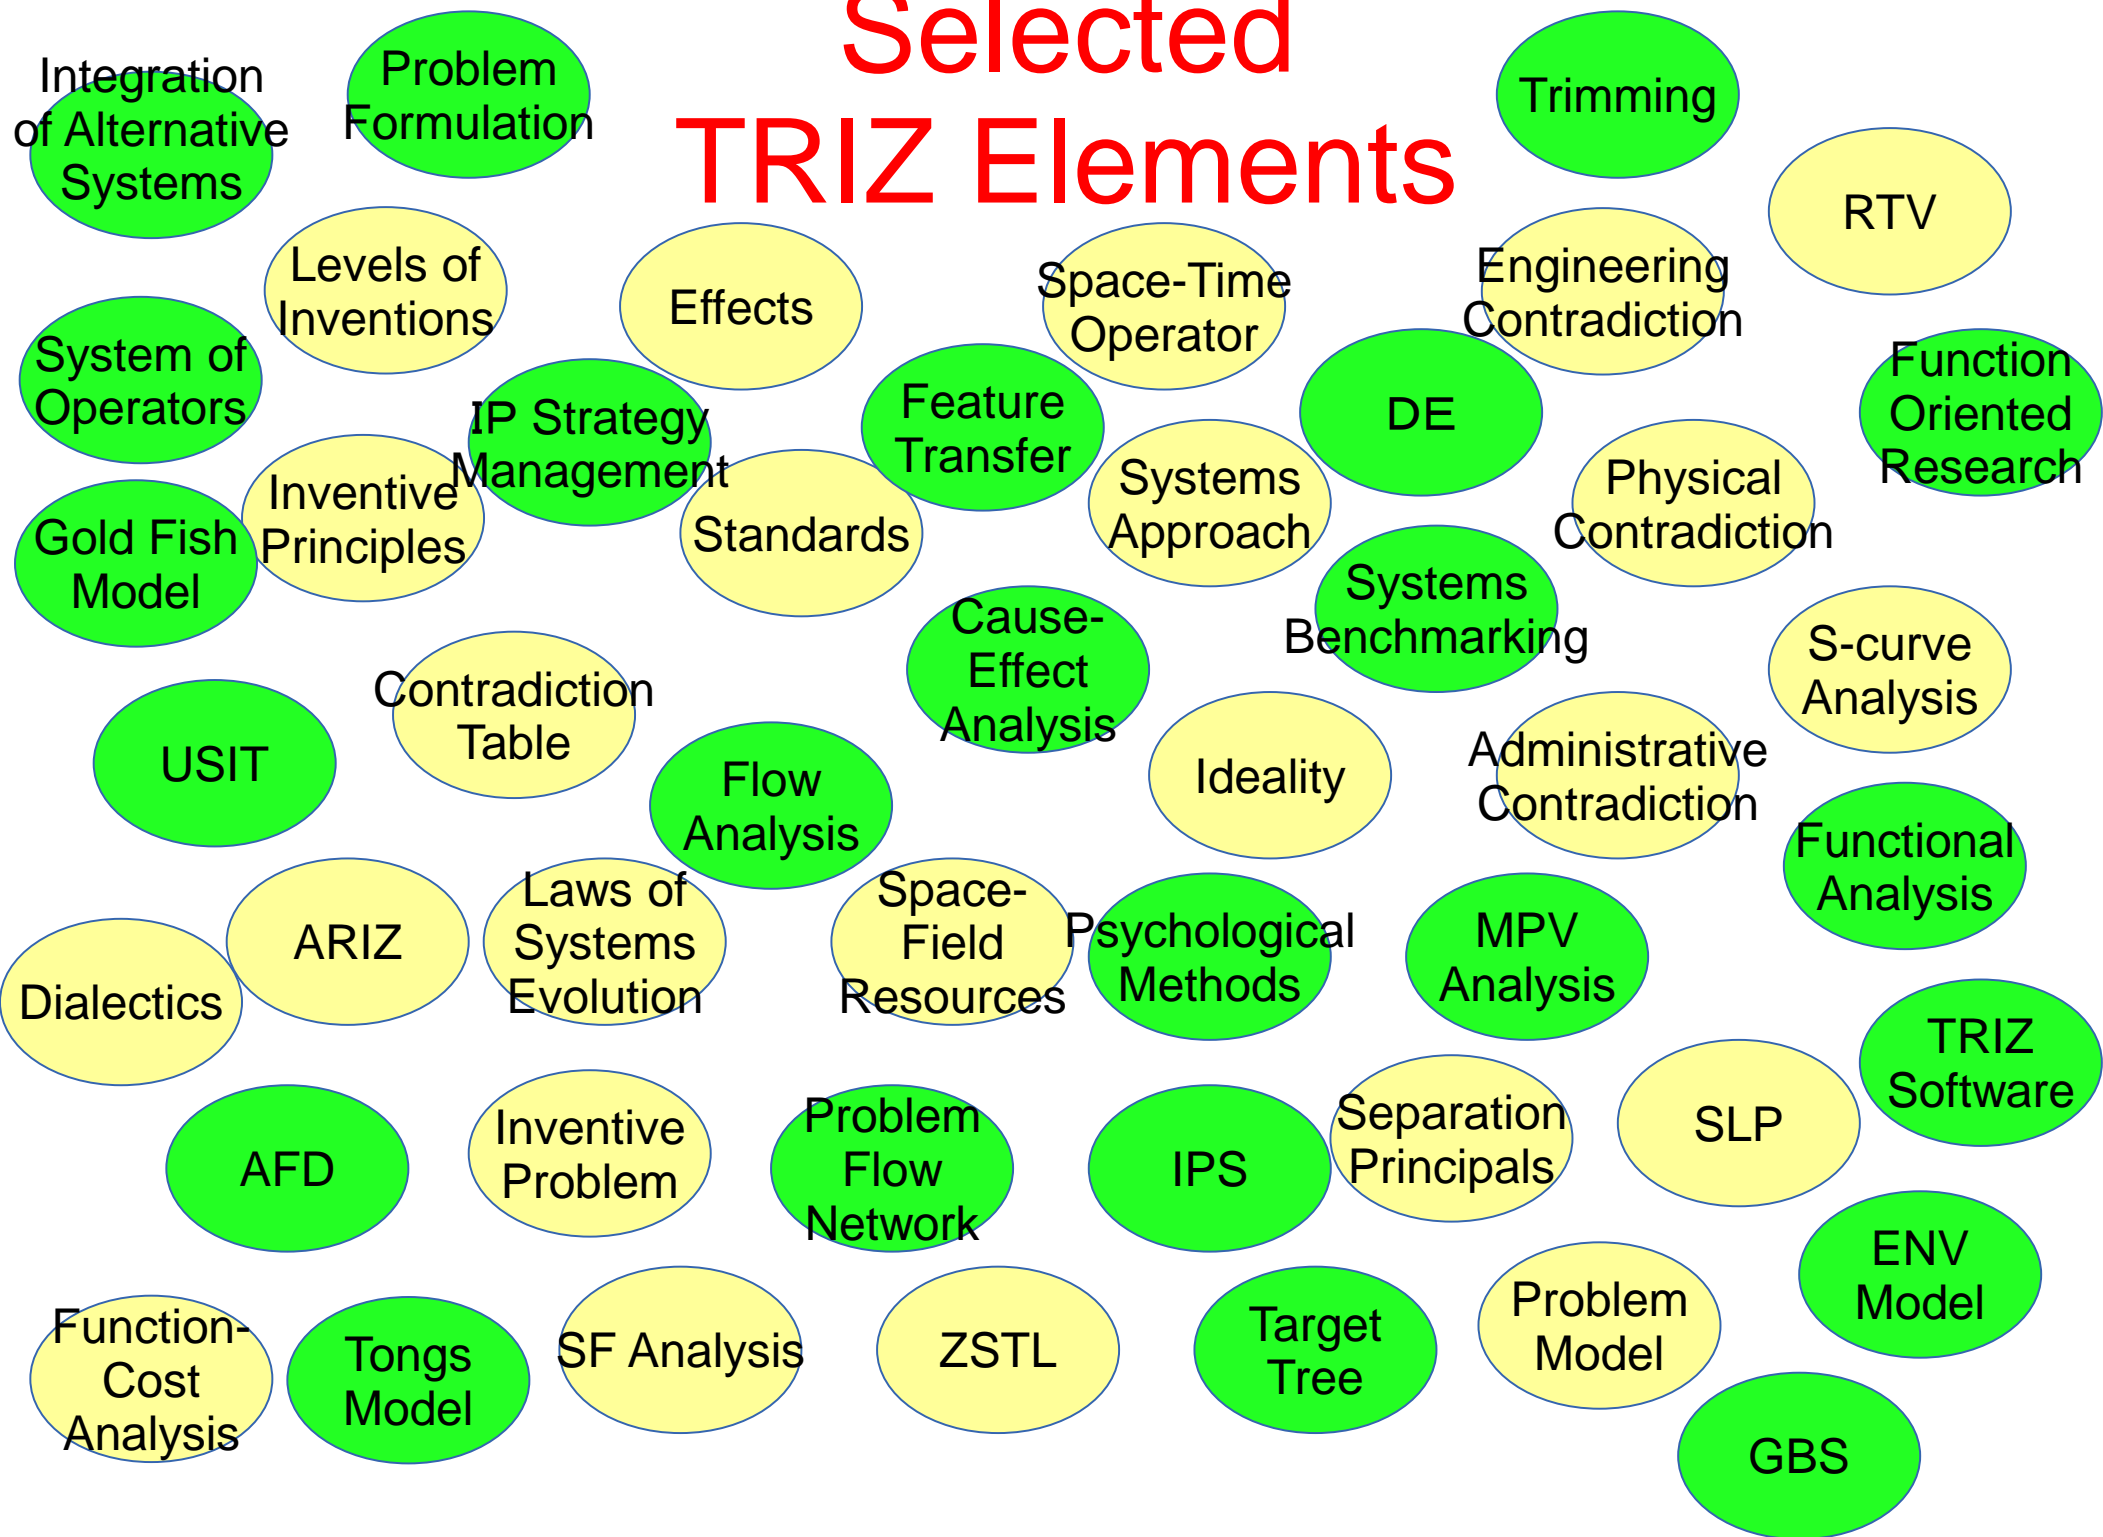 Selected
TRIZ Elements
Integration
of Alternative
Systems
Problem
Formulation
Trimming
RTV
Levels of
Inventions
Effects
Space-Time
Operator
Engineering
Contradiction
System of
Operators
IP Strategy
Management
Feature
Transfer
DE
Function
Oriented
Research
Inventive
Principles
Standards
Systems
Approach
Physical
Contradiction
Gold Fish
Model
Cause-
Effect
Analysis
Systems
Benchmarking
S-curve
Analysis
Contradiction
Table
USIT
Flow
Analysis
Ideality
Administrative
Contradiction
Functional
Analysis
Dialectics
ARIZ
Laws of
Systems
Evolution
Space-
Field
Resources
Psychological
Methods
MPV
Analysis
TRIZ
Software
AFD
Inventive
Problem
Problem
Flow
Network
IPS
Separation
Principals
SLP
ENV
Model
Function-
Cost
Analysis
Tongs
Model
SF Analysis
ZSTL
Target
Tree
Problem
Model
GBS